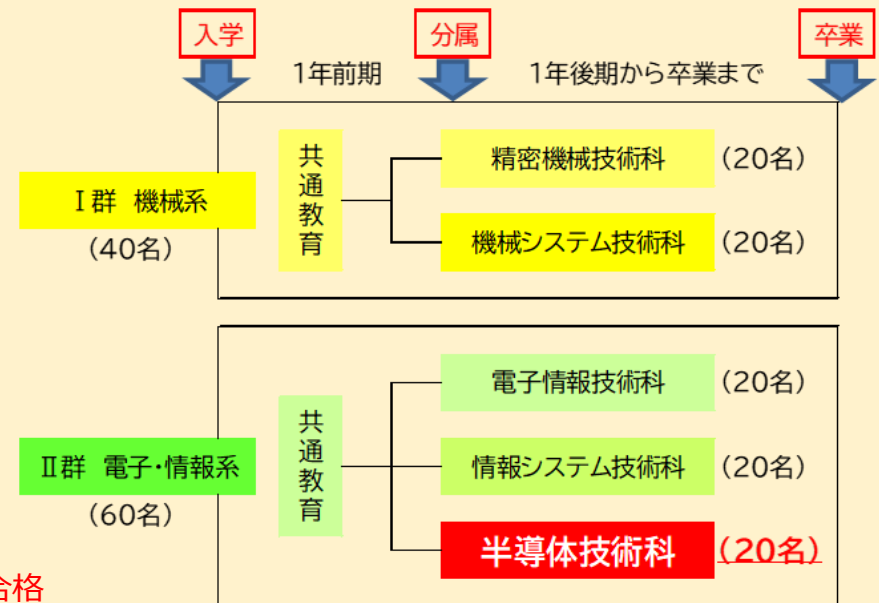 入学
分属
卒業
1年前期
1年後期から卒業まで
共通教育
精密機械技術科
(20名)
Ⅰ群 機械系
(40名)
機械システム技術科
(20名)
共通教育
電子情報技術科
(20名)
Ⅱ群 電子・情報系
(60名)
情報システム技術科
(20名)
半導体技術科
(20名)
合格